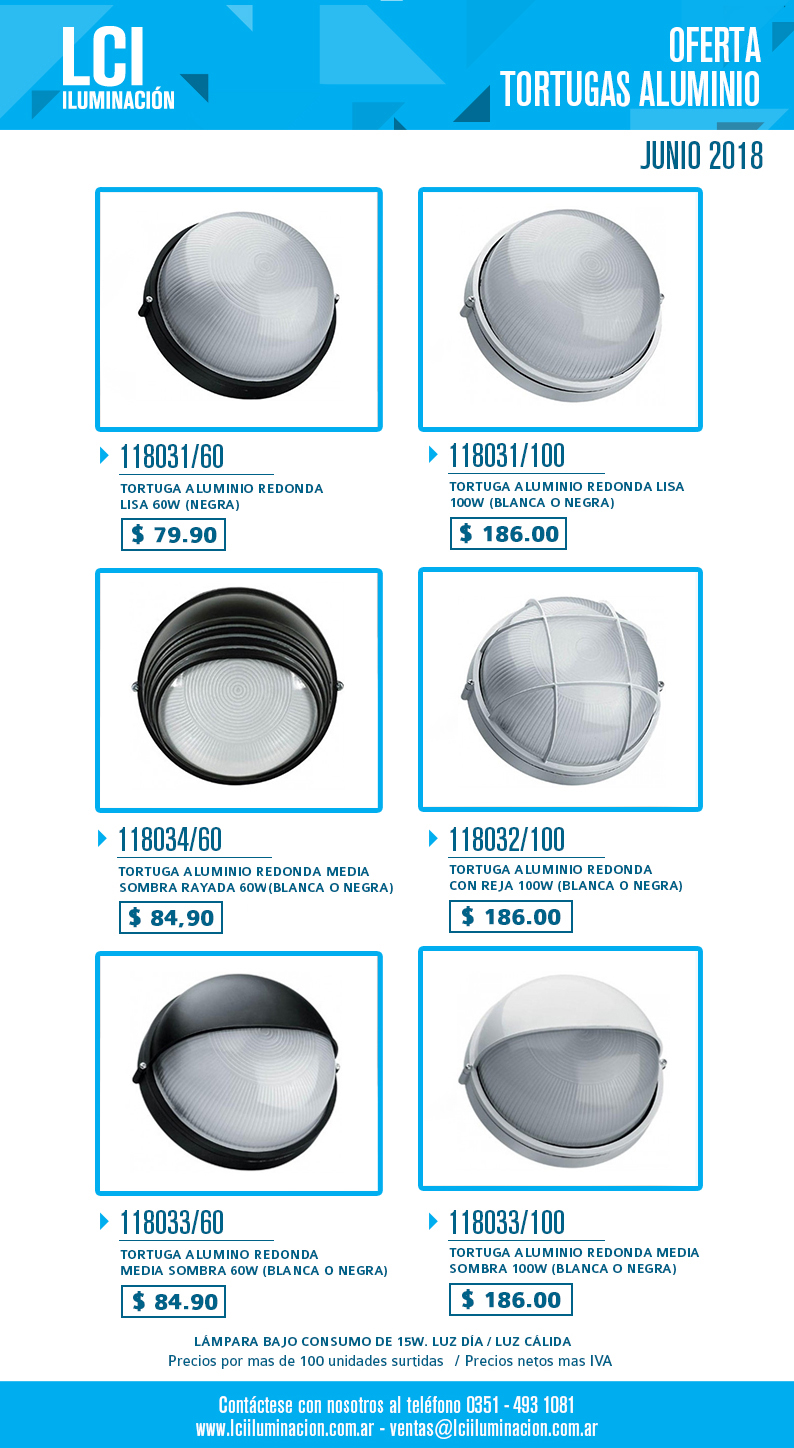 LCI
ILUMINACIÓN
OFERTA
TORTUGAS ALUMINIO
JUNIO 2018
118031/60
TORTUGA ALUMINIO REDONDA
LISA 60W (NEGRA)
$ 79.90
118031/100
TORTUGA ALUMINIO REDONDA LISA
100W (BLANCA O NEGRA)
$ 186.00
118034/60
TORTUGA ALUMINIO REDONDA MEDIA
SOMBRA RAYADA 60W(BLANCA O NEGRA)
$ 84,90
118032/100
TORTUGA ALUMINIO REDONDA
CON REJA 100W (BLANCA O NEGRA)
$ 186.00
118033/60
TORTUGA ALUMINO REDONDA
MEDIA SOMBRA 60W (BLANCA O NEGRA)
$ 84.90
118033/100
TORTUGA ALUMINIO REDONDA MEDIA
SOMBRA 100W (BLANCA O NEGRA)
$ 186.00
LÁMPARA BAJO CONSUMO DE 15W. LUZ DÍA / LUZ CÁLIDA
Precios por mas de 100 unidades surtidas / Precios netos mas IVA
Contáctese con nosotros al teléfono 0351 - 493 1081
www.lciiluminacion.com.ar - ventas@lciiluminacion.com.ar